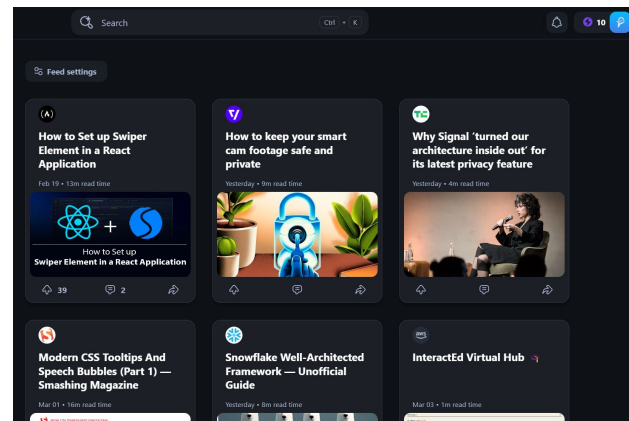 Search
Ctrl + K
10
Feed settings
(A)
How to Set up Swiper
Element in a React
Application
Feb 19 • 13m read time
+
How to Set up
Swiper Element in a React Application
39
2
How to keep your smart
cam footage safe and
private
Yesterday • 9m read time
TC
Why Signal ‘turned our
architecture inside out’ for
its latest privacy feature
Yesterday • 4m read time
Modern CSS Tooltips And
Speech Bubbles (Part 1) —
Smashing Magazine
Mar 01 • 16m read time
Snowflake Well-Architected
Framework — Unofficial
Guide
Yesterday • 8m read time
aws
InteractEd Virtual Hub
Mar 03 • 1m read time